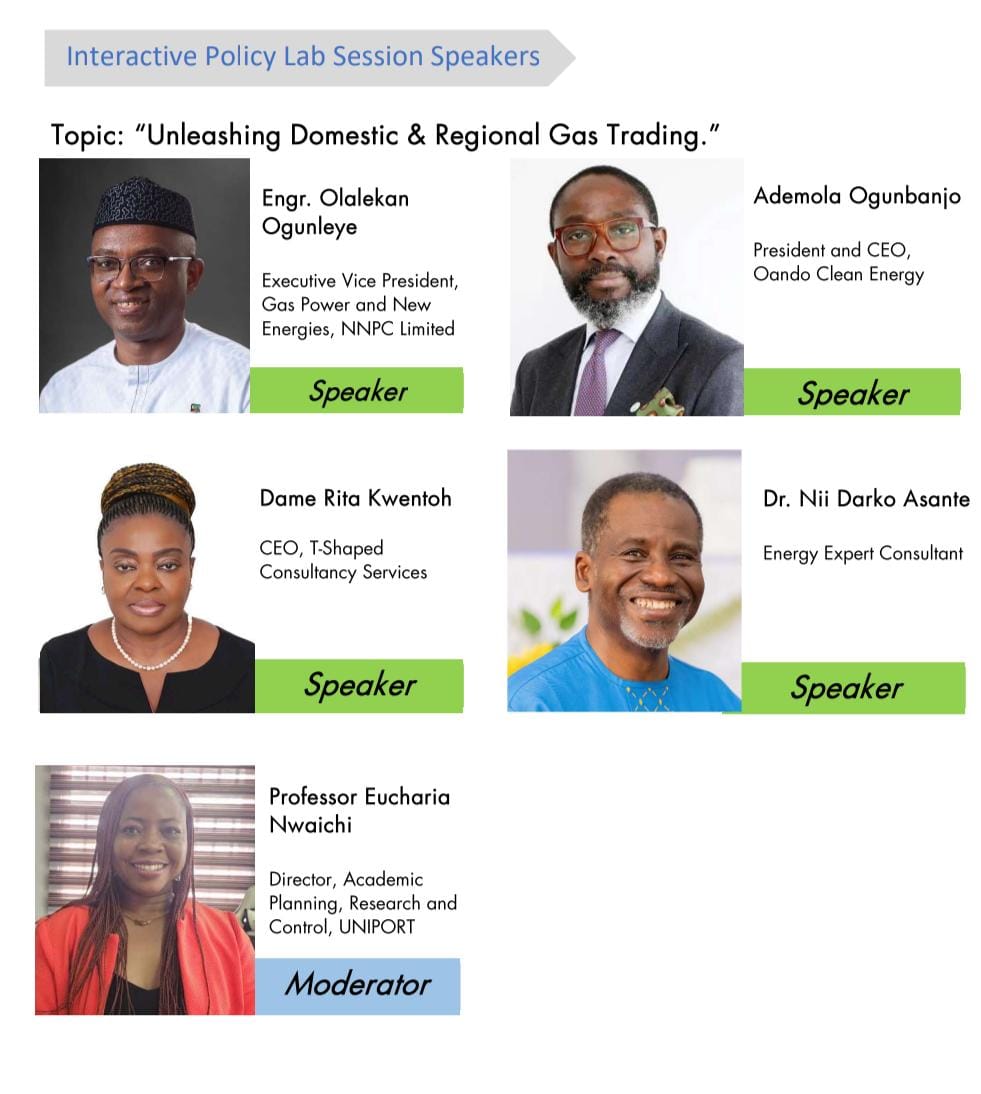 Interactive Policy Lab Session Speakers
Topic: “Unleashing Domestic & Regional Gas Trading.”
Engr. Olalekan
Ogunleye
Executive Vice President,
Gas Power and New
Energies, NNPC Limited
Speaker
Ademola Ogunbanjo
President and CEO,
Oando Clean Energy
Speaker
Dame Rita Kwentoh
CEO, T-Shaped
Consultancy Services
Speaker
Dr. Nii Darko Asante
Energy Expert Consultant
Speaker
Professor Eucharia
Nwaichi
Director, Academic
Planning, Research and
Control, UNIPORT
Moderator